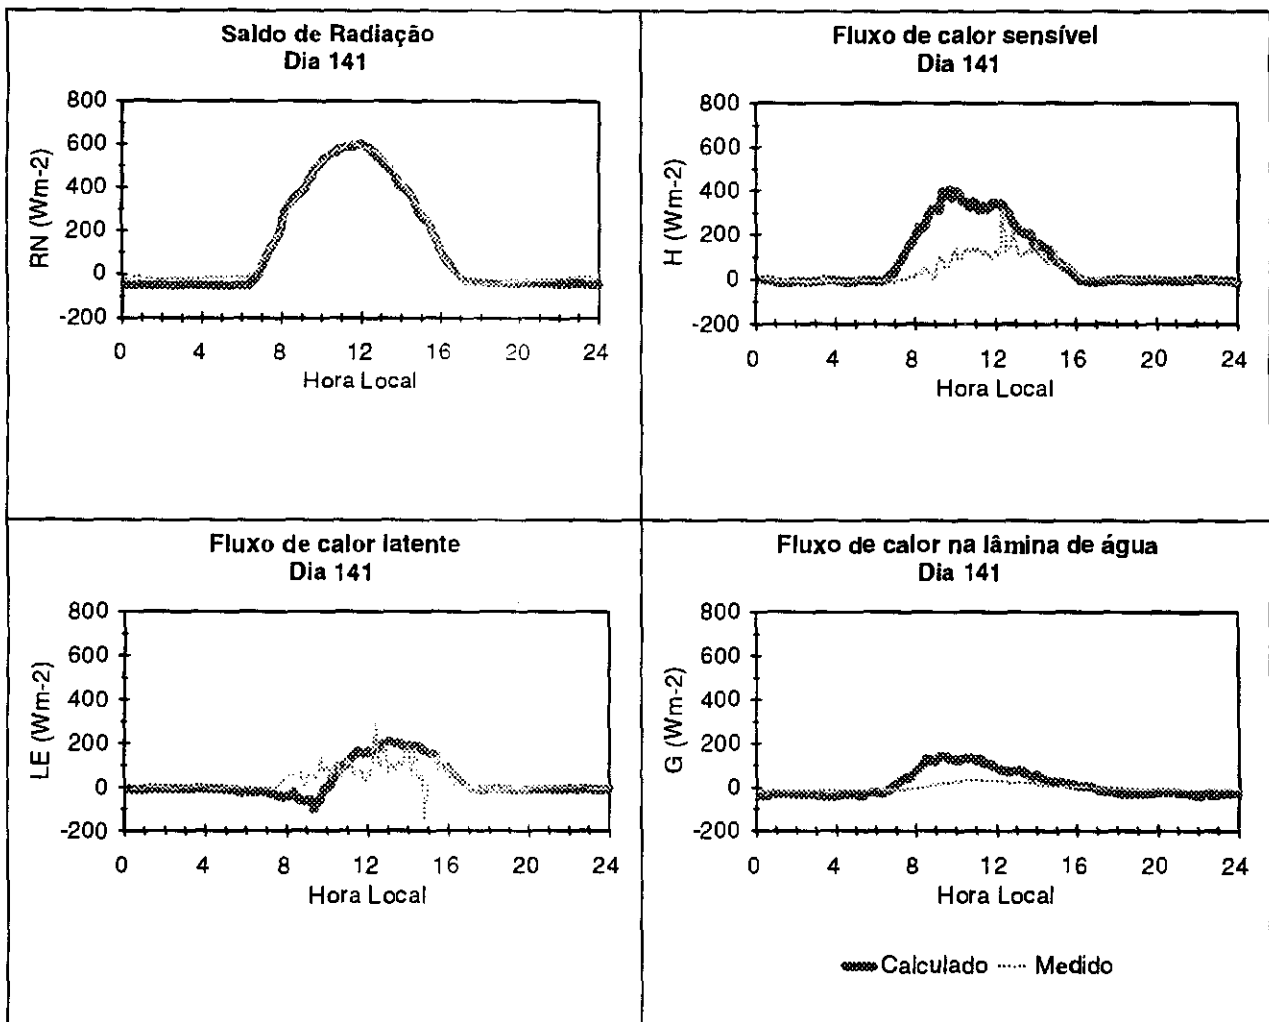 Saldo de Radiação
Dia 141
800
600
400
200
0
-200
RN (Wm-2)
0 4 8 12 16 20 24
Hora Local
Fluxo de calor sensível
Dia 141
800
600
400
200
0
-200
H (Wm-2)
0 4 8 12 16 20 24
Hora Local
Fluxo de calor latente
Dia 141
800
600
400
200
0
-200
LE (Wm-2)
0 4 8 12 16 20 24
Hora Local
Fluxo de calor na lâmina de água
Dia 141
800
600
400
200
0
-200
G (Wm-2)
0 4 8 12 16 20 24
Hora Local
Calculado Medido